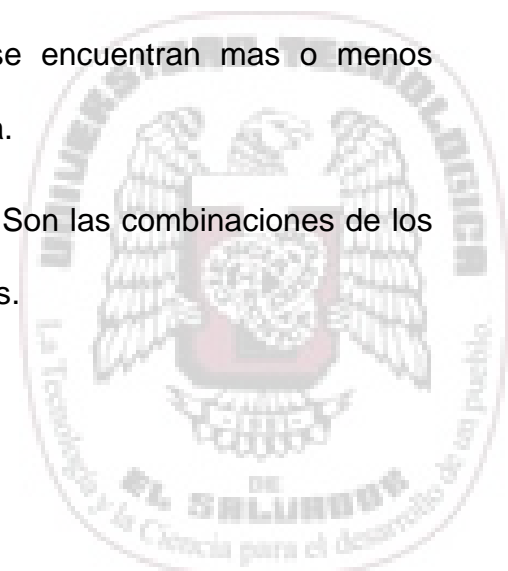 se encuentran mas o menos
a.
Son las combinaciones de los
s.
UNIVERSIDAD TECNOLOGICA
DE
EL SALVADOR
La Tecnología y la Ciencia para el desarrollo de un pueblo.